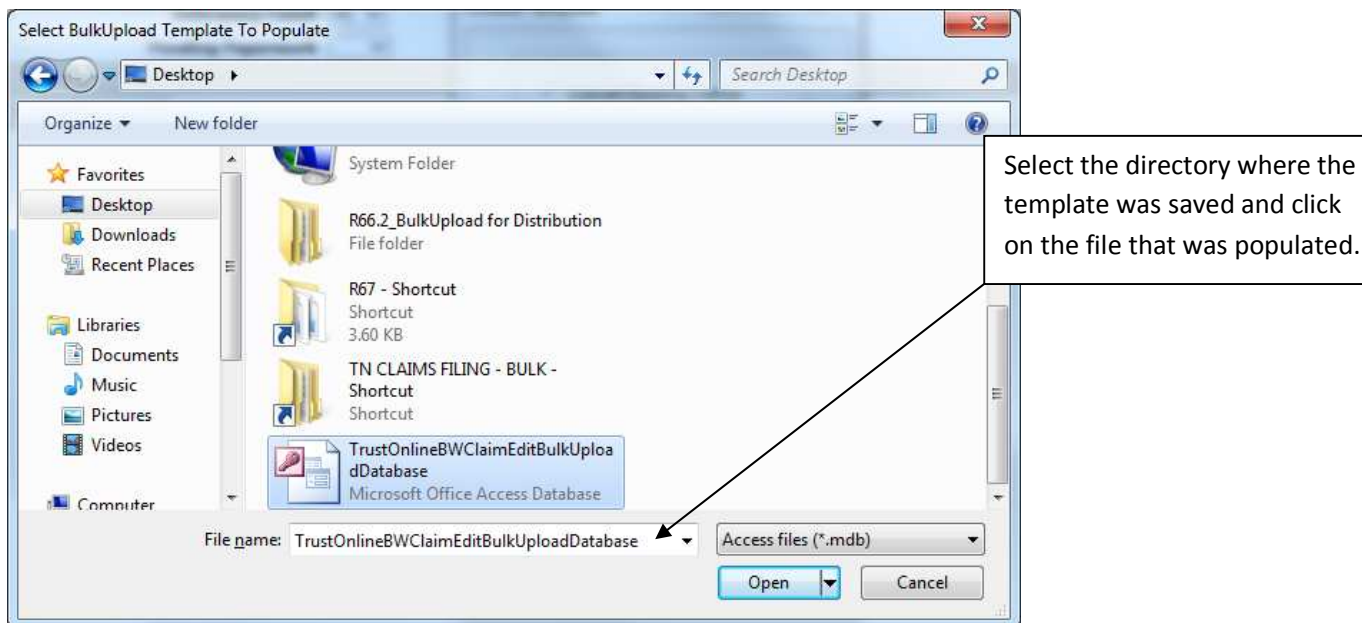 Select BulkUpload Template To Populate
Desktop
Search Desktop
Organize
New folder
Favorites
Desktop
Downloads
Recent Places
Libraries
Documents
Music
Pictures
Videos
Computer
System Folder
R66.2_BulkUpload for Distribution
File folder
R67 - Shortcut
Shortcut
3.60 KB
TN CLAIMS FILING - BULK -
Shortcut
Shortcut
TrustOnlineBWClaimEditBulkUploa
dDatabase
Microsoft Office Access Database
File name: TrustOnlineBWClaimEditBulkUploadDatabase
Access files (*.mdb)
Open
Cancel
Select the directory where the
template was saved and click
on the file that was populated.